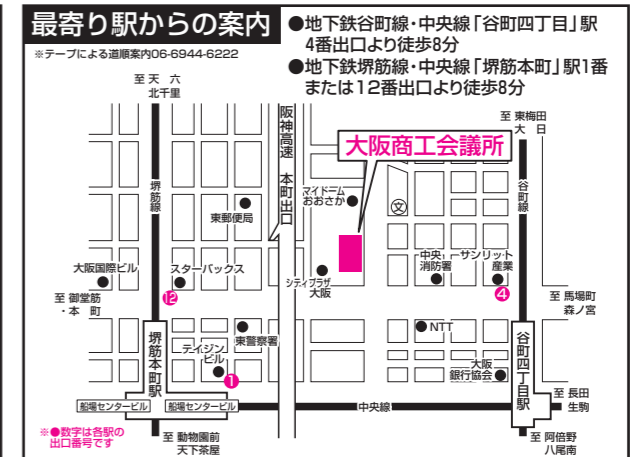 最寄り駅からの案内
※テープによる道順案内06-6944-6222
●地下鉄谷町線・中央線「谷町四丁目」駅
4番出口より徒歩8分
●地下鉄堺筋線・中央線「堺筋本町」駅1番
または12番出口より徒歩8分
至 天六
北千里
阪神高速 本町出口
至 東梅田
大日
大阪商工会議所
堺筋線
谷町線
マイドーム
おおさか
文
東郵便局
大阪国際ビル
スターバックス
シティプラザ
大阪
中央
消防署
サンリット
産業
12
4
至 御堂筋
・本町
至 馬場町
森ノ宮
堺筋本町駅
東警察署
NTT
谷町四丁目駅
テイジン
ビル
1
大阪
銀行協会
船場センタービル
船場センタービル
中央線
至 長田
生駒
※●数字は各駅の
出口番号です
至 動物園前
天下茶屋
至 阿倍野
八尾南